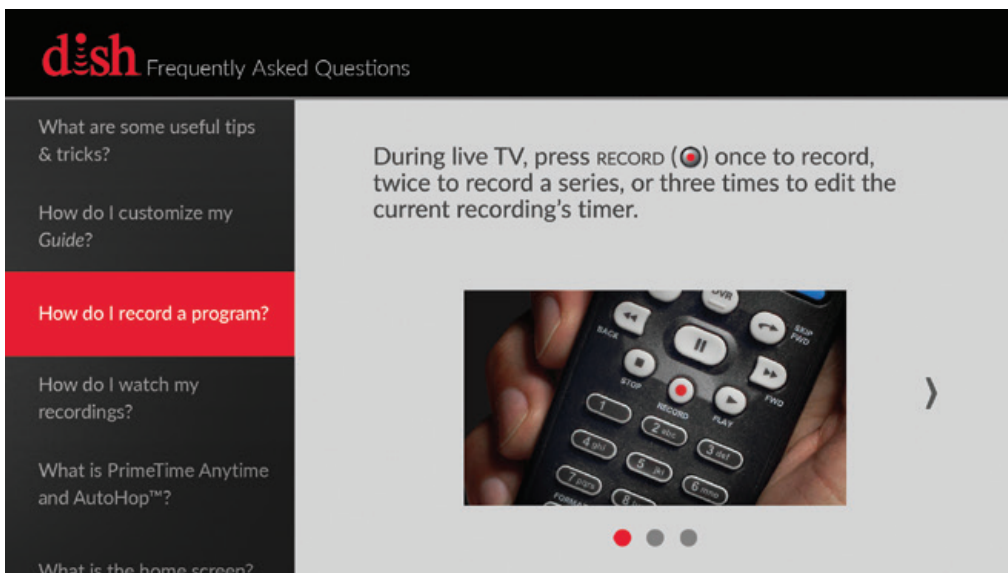 dish Frequently Asked Questions
What are some useful tips
& tricks?
How do I customize my
Guide?
How do I record a program?
How do I watch my
recordings?
What is PrimeTime Anytime
and AutoHop™?
What is the home screen?
During live TV, press RECORD ( ) once to record,
twice to record a series, or three times to edit the
current recording's timer.
DVR
BACK
SKIP
FWD
STOP
RECORD
PLAY
FWD
1
2 abc
3 def
4 ghi
5 jkl
6 mno
7 pqrs
8
FORMAT